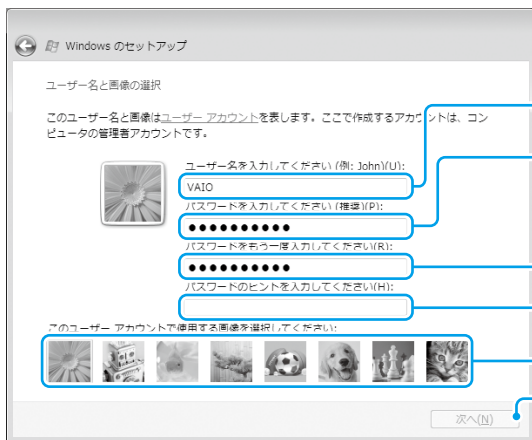 Windows のセットアップ
ユーザー名と画像の選択
このユーザー名と画像はユーザー アカウントを表します。ここで作成するアカウントは、コン
ピュータの管理者アカウントです。
ユーザー名を入力してください (例: John)(U):
VAIO
パスワードを入力してください (推奨)(P):
●●●●●●●●●●
パスワードをもう一度入力してください(R):
●●●●●●●●●●
パスワードのヒントを入力してください(H):
このユーザー アカウントで使用する画像を選択してください:
次へ(N)